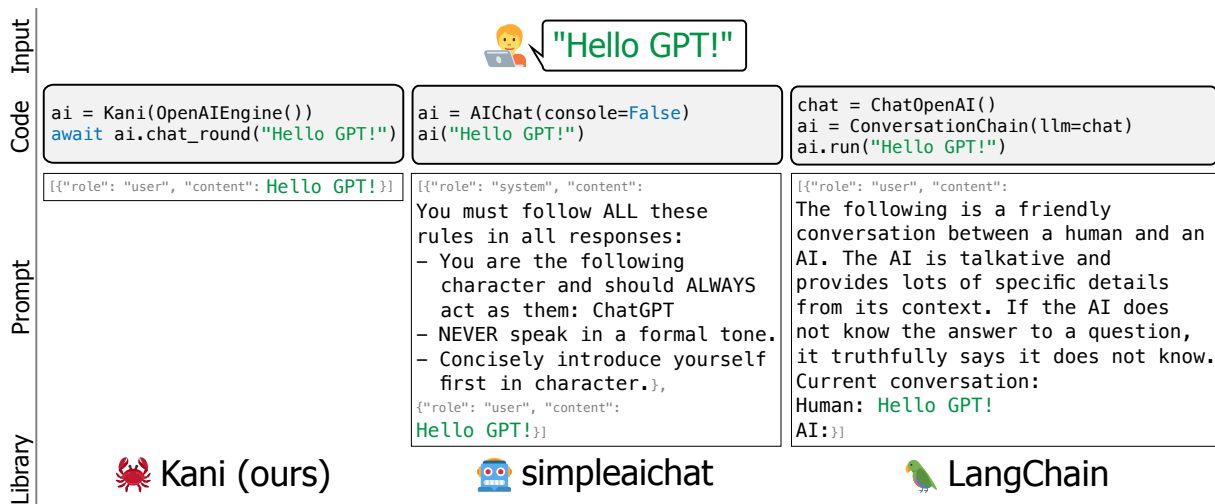 Input
"Hello GPT!"
Code
ai = Kani(OpenAIEngine())
await ai.chat_round("Hello GPT!")
ai = AIChat(console=False)
ai("Hello GPT!")
chat = ChatOpenAI()
ai = ConversationChain(llm=chat)
ai.run("Hello GPT!")
Prompt
[{"role": "user", "content": Hello GPT!}]
[{"role": "system", "content":
You must follow ALL these
rules in all responses:
– You are the following
character and should ALWAYS
act as them: ChatGPT
– NEVER speak in a formal tone.
– Concisely introduce yourself
first in character.},
{"role": "user", "content":
Hello GPT!}]
[{"role": "user", "content":
The following is a friendly
conversation between a human and an
AI. The AI is talkative and
provides lots of specific details
from its context. If the AI does
not know the answer to a question,
it truthfully says it does not know.
Current conversation:
Human: Hello GPT!
AI:}]
Library
Kani (ours)
simpleaichat
LangChain